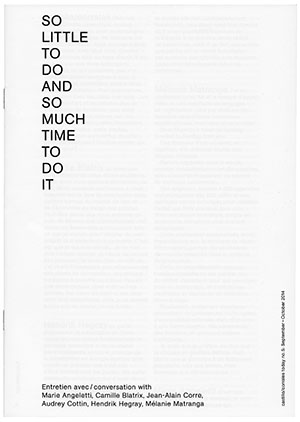 SO
LITTLE
TO
DO
AND
SO
MUCH
TIME
TO
DO
IT
Entretien avec/conversation with
Marie Angeletti, Camille Blatrix, Jean-Alain Corre,
Audrey Cottin, Hendrik Hegray, Mélanie Matranga
castillo/corrales today no. 5 September • October 2014